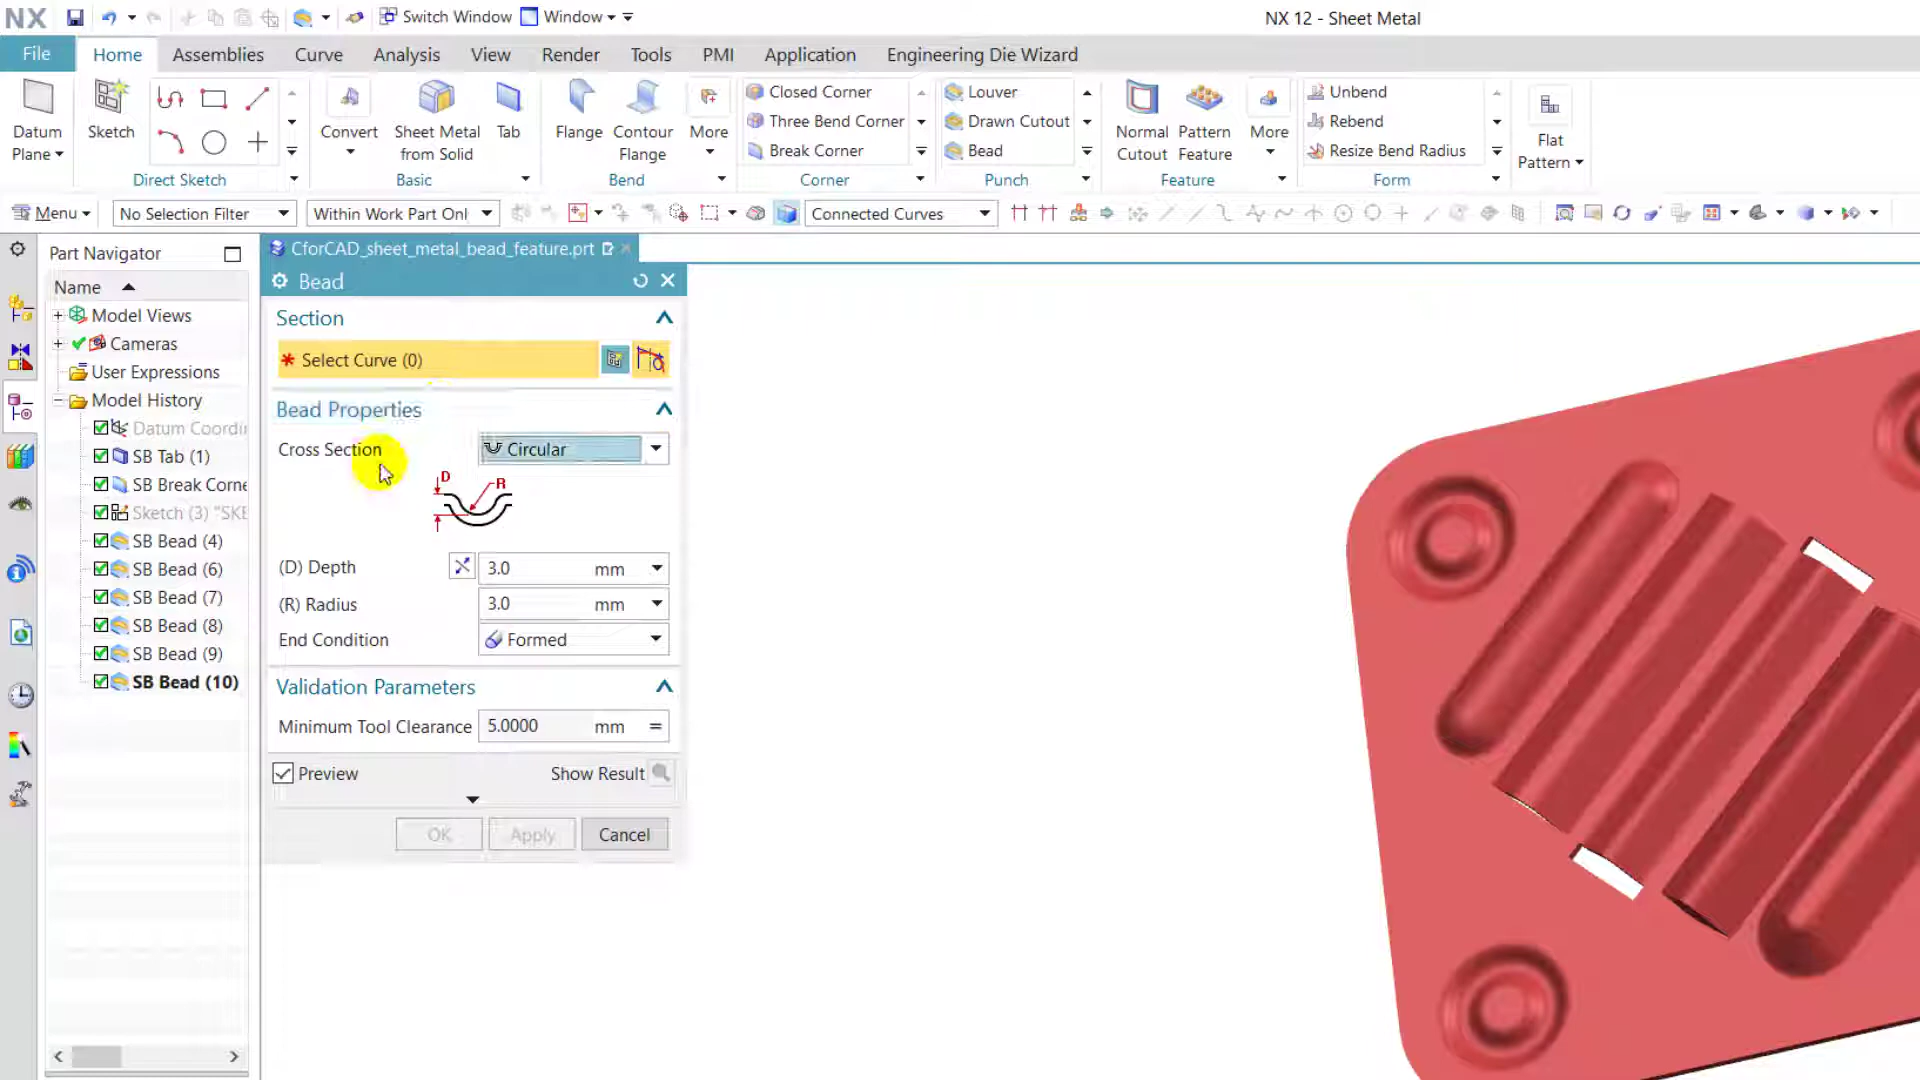 NX Switch Window Window NX 12 - Sheet Metal
File Home Assemblies Curve Analysis View Render Tools PMI Application Engineering Die Wizard
Datum Plane Sketch Direct Sketch
Convert Sheet Metal from Solid Tab Basic
Flange Contour Flange More Bend
Closed Corner
Three Bend Corner
Break Corner
Corner
Louver
Drawn Cutout
Bead
Punch
Normal Cutout Pattern Feature More Feature
Unbend
Rebend
Resize Bend Radius
Form
Flat Pattern
Menu No Selection Filter Within Work Part Onl Connected Curves
Part Navigator
Name
Model Views
Cameras
User Expressions
Model History
Datum Coordi
SB Tab (1)
SB Break Corne
Sketch (3) "SKE
SB Bead (4)
SB Bead (6)
SB Bead (7)
SB Bead (8)
SB Bead (9)
SB Bead (10)
CforCAD_sheet_metal_bead_feature.prt
Bead
Section
* Select Curve (0)
Bead Properties
Cross Section Circular
D R
(D) Depth 3.0 mm
(R) Radius 3.0 mm
End Condition Formed
Validation Parameters
Minimum Tool Clearance 5.0000 mm =
Preview Show Result
OK Apply Cancel